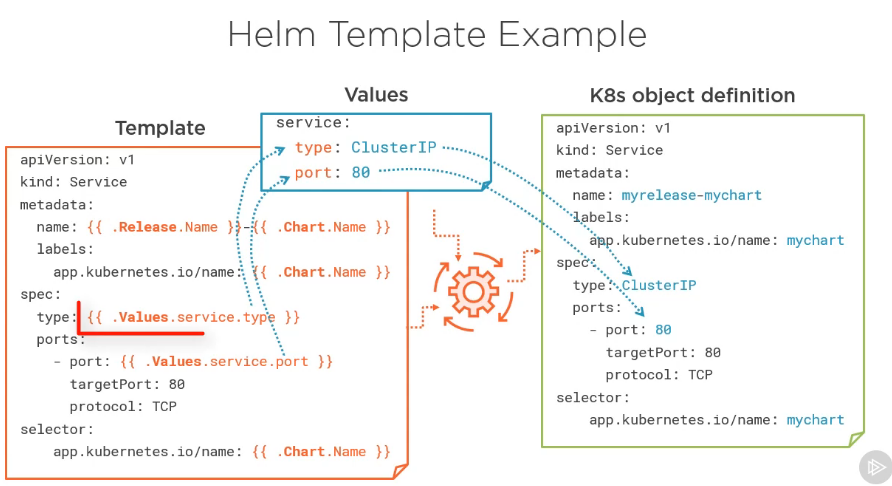 Helm Template Example
Template
apiVersion: v1
kind: Service
metadata:
name: {{ .Release.Name }}-{{ .Chart.Name }}
labels:
app.kubernetes.io/name: {{ .Chart.Name }}
spec:
type: {{ .Values.service.type }}
ports:
- port: {{ .Values.service.port }}
targetPort: 80
protocol: TCP
selector:
app.kubernetes.io/name: {{ .Chart.Name }}
Values
service:
type: ClusterIP
port: 80
K8s object definition
apiVersion: v1
kind: Service
metadata:
name: myrelease-mychart
labels:
app.kubernetes.io/name: mychart
spec:
type: ClusterIP
ports:
- port: 80
targetPort: 80
protocol: TCP
selector:
app.kubernetes.io/name: mychart